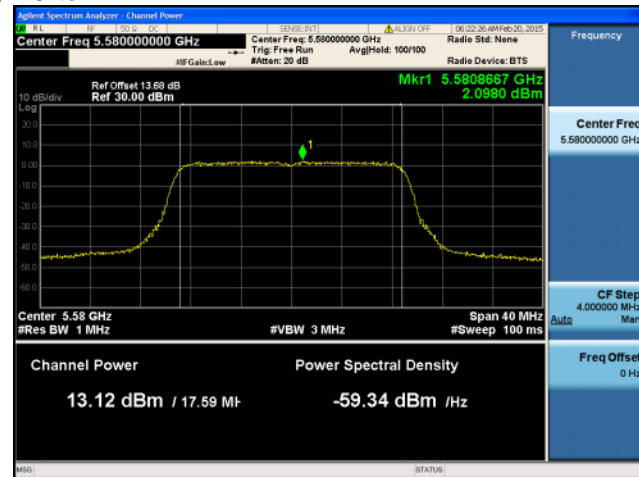 Agilent Spectrum Analyzer - Channel Power
RL RF 50 Ω DC SENSE:INT ALIGN OFF 06:22:26 AM Feb 20, 2015
Center Freq 5.580000000 GHz Center Freq: 5.580000000 GHz Radio Std: None Frequency
Trig: Free Run Avg|Hold: 100/100
#IFGain:Low #Atten: 20 dB Radio Device: BTS
Mkr1 5.5808667 GHz
2.0980 dBm
Ref Offset 13.68 dB
10 dB/div Ref 30.00 dBm
Log
20.0
10.0
0.00
-10.0
-20.0
-30.0
-40.0
-50.0
-60.0
1
Center Freq
5.580000000 GHz
Center 5.58 GHz Span 40 MHz
#Res BW 1 MHz #VBW 3 MHz #Sweep 100 ms
CF Step
4.000000 MHz
Auto Man
Channel Power Power Spectral Density
13.12 dBm / 17.59 MH -59.34 dBm /Hz
Freq Offset
0 Hz
MSG STATUS